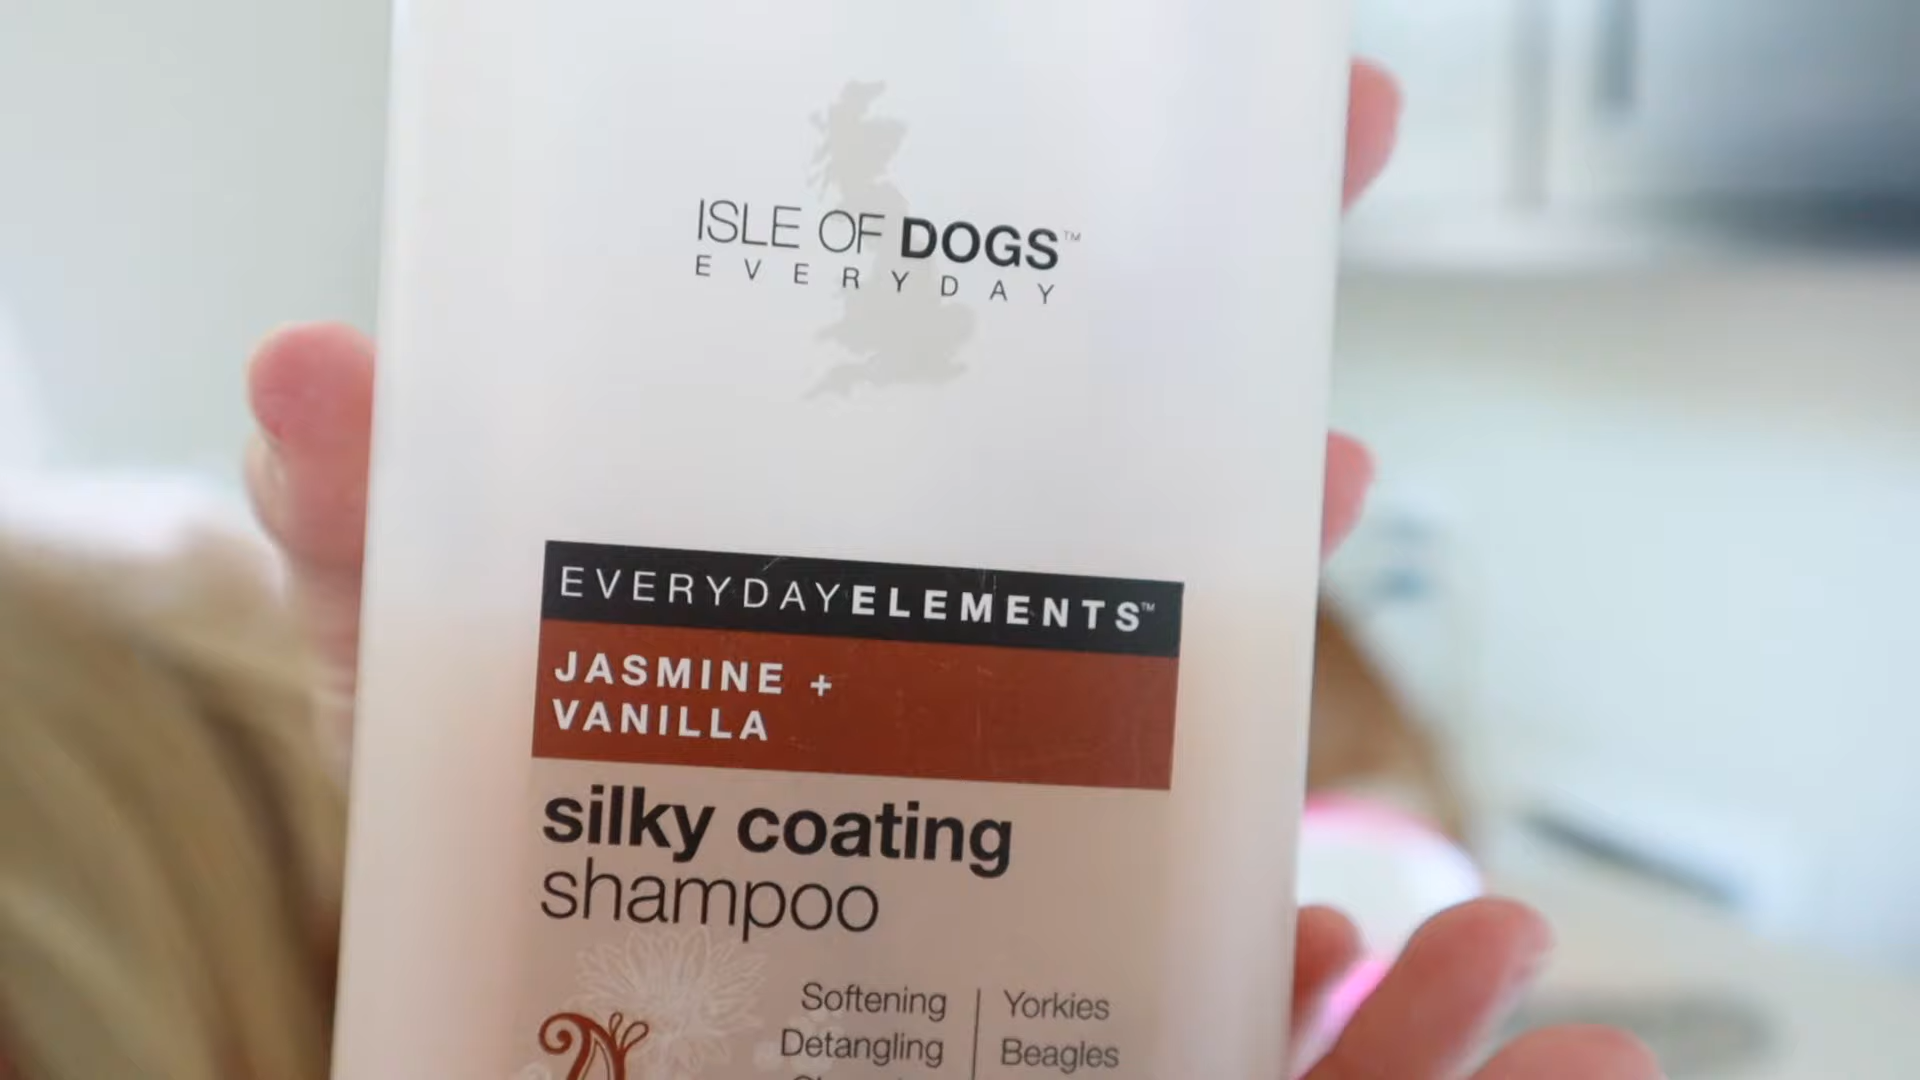 ISLE OF DOGS™
EVERYDAY
EVERYDAYELEMENTS™
JASMINE +
VANILLA
silky coating
shampoo
Softening | Yorkies
Detangling | Beagles